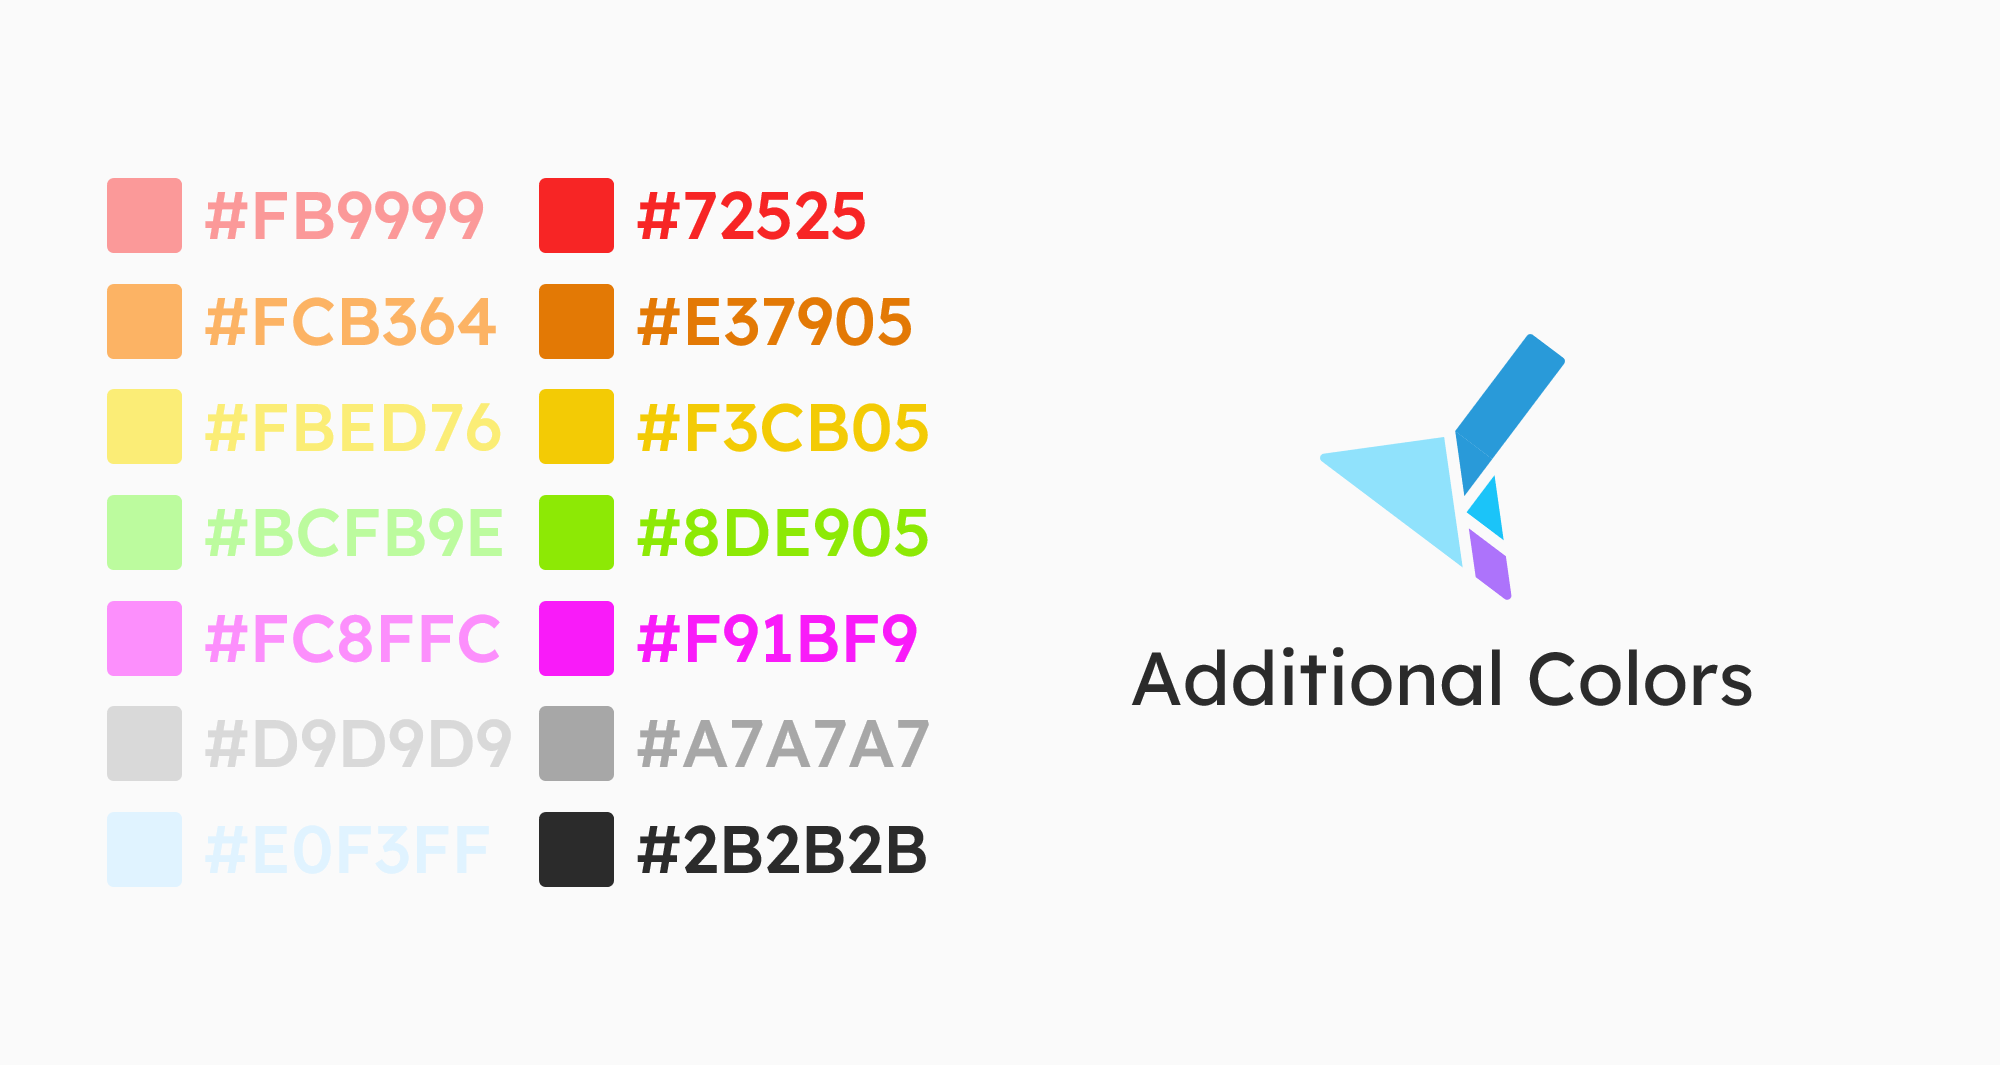 #FB9999 #72525
#FCB364 #E37905
#FBED76 #F3CB05
#BCFB9E #8DE905
#FC8FFC #F91BF9
#D9D9D9 #A7A7A7
#E0F3FF #2B2B2B
Additional Colors